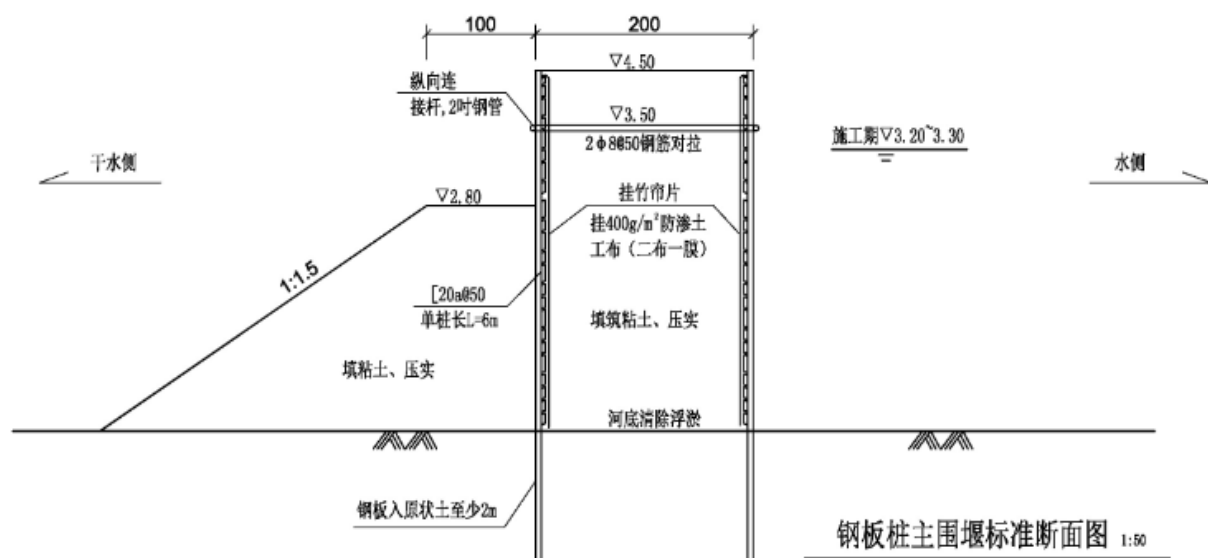 100
200
▽4.50
纵向连
接杆,2吋钢管
▽3.50
2φ8@50钢筋对拉
施工期▽3.20~3.30
干水侧
水侧
▽2.80
挂竹帘片
挂400g/m²防渗土
工布（二布一膜）
1:1.5
[20a@50
单桩长L=6m
填筑粘土、压实
填粘土、压实
河底清除浮淤
钢板入原状土至少2m
钢板桩主围堰标准断面图 1:50